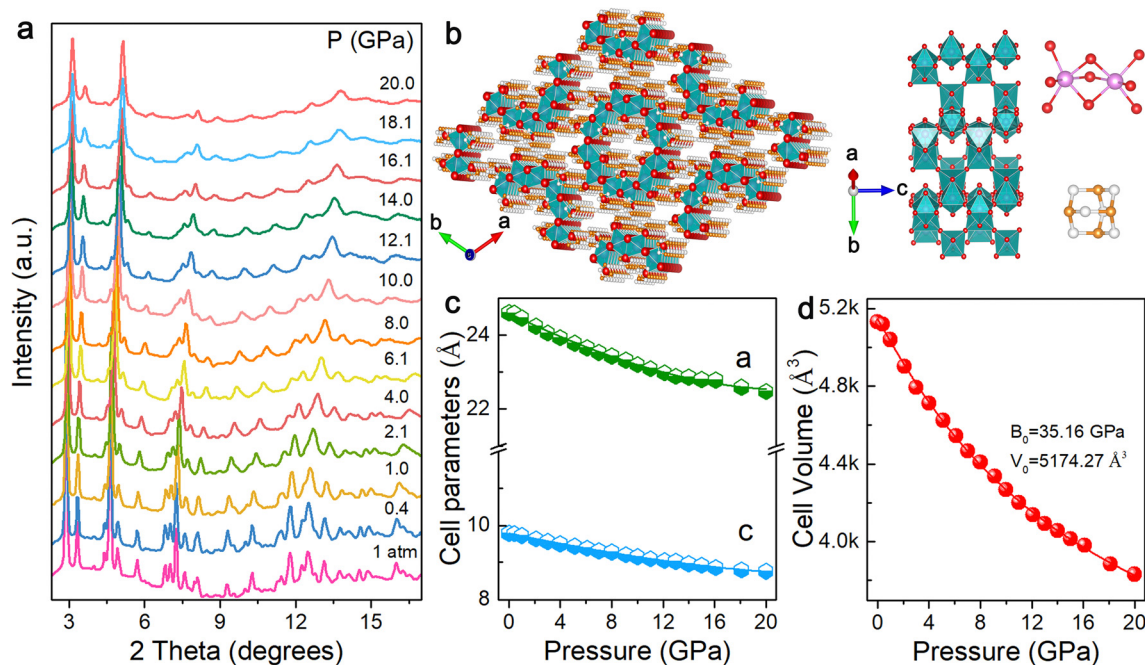 a
P (GPa)
20.0
18.1
16.1
14.0
12.1
10.0
8.0
6.1
4.0
2.1
1.0
0.4
1 atm
Intensity (a.u.)
3 6 9 12 15
2 Theta (degrees)
b
b a
a
c
b
c
24
22
10
8
Cell parameters (Å)
a
c
0 4 8 12 16 20
Pressure (GPa)
d
5.2k
4.8k
4.4k
4.0k
Cell Volume (Å³)
B₀=35.16 GPa
V₀=5174.27 Å³
0 4 8 12 16 20
Pressure (GPa)